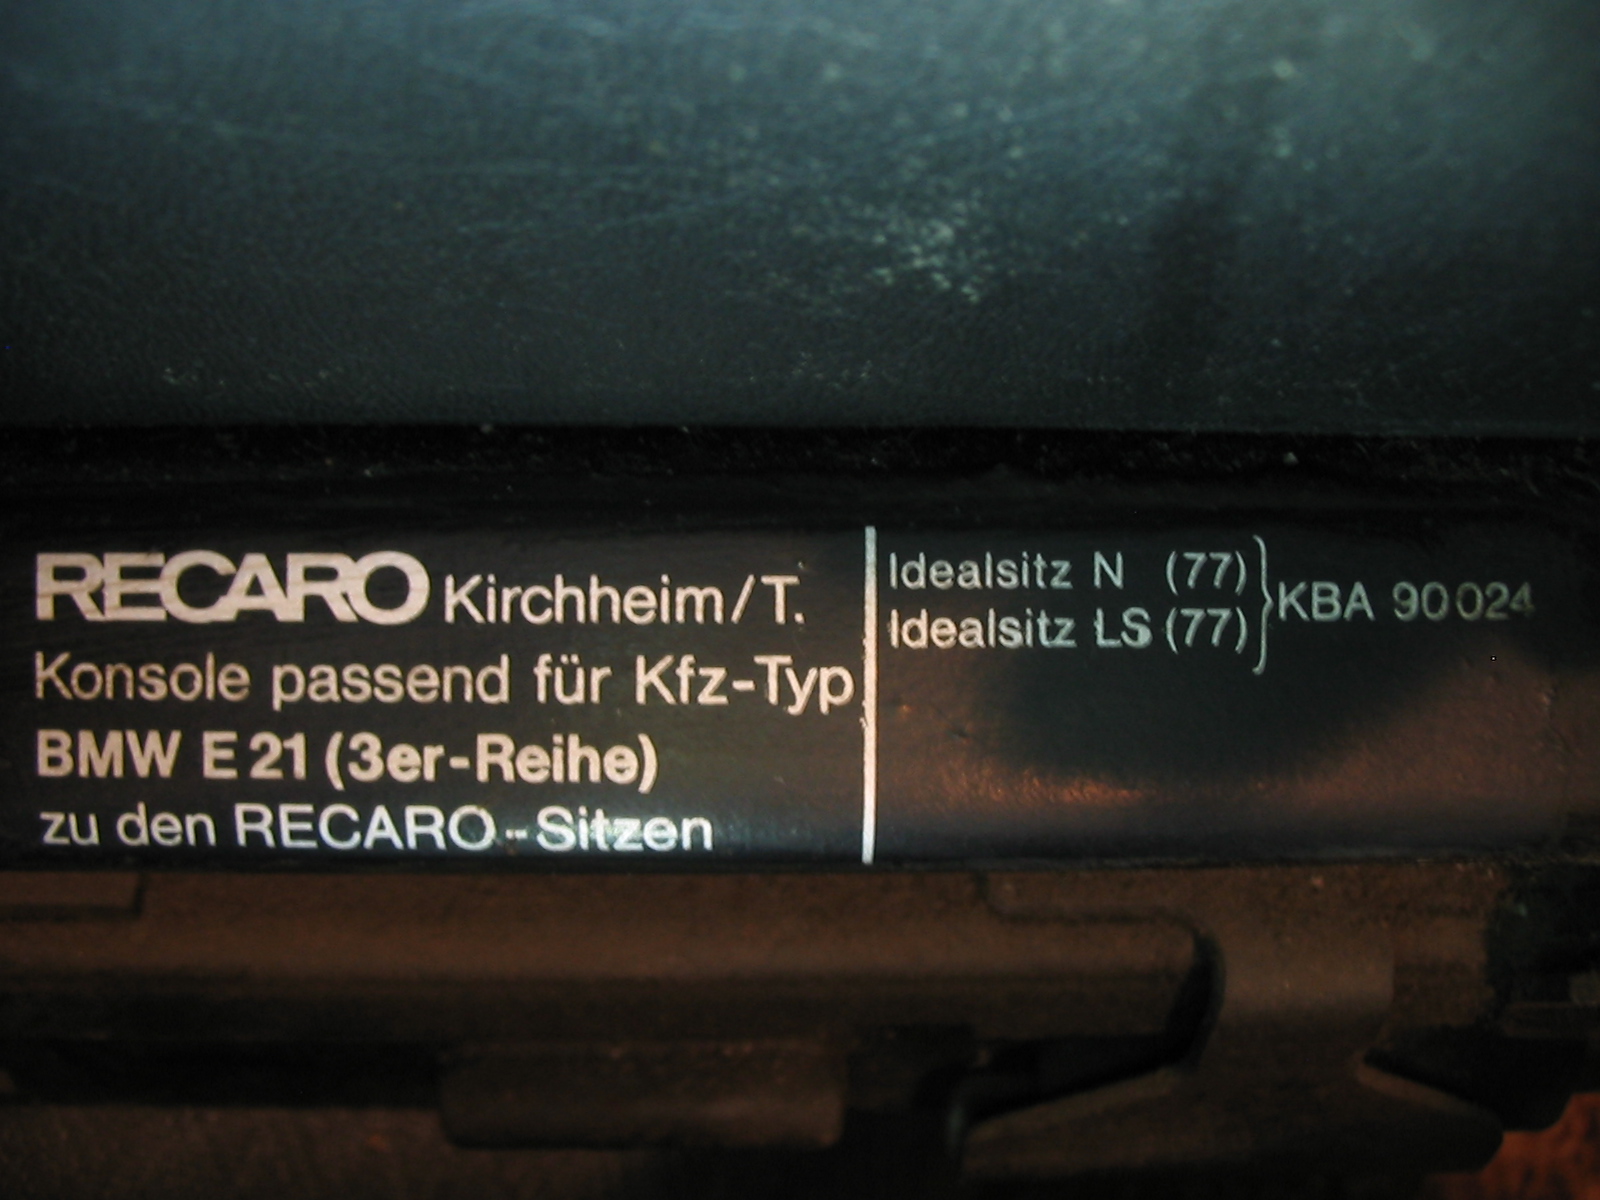 RECARO Kirchheim/T.
Konsole passend für Kfz-Typ
BMW E21 (3er-Reihe)
zu den RECARO-Sitzen
Idealsitz N (77)
Idealsitz LS (77)
KBA 90024